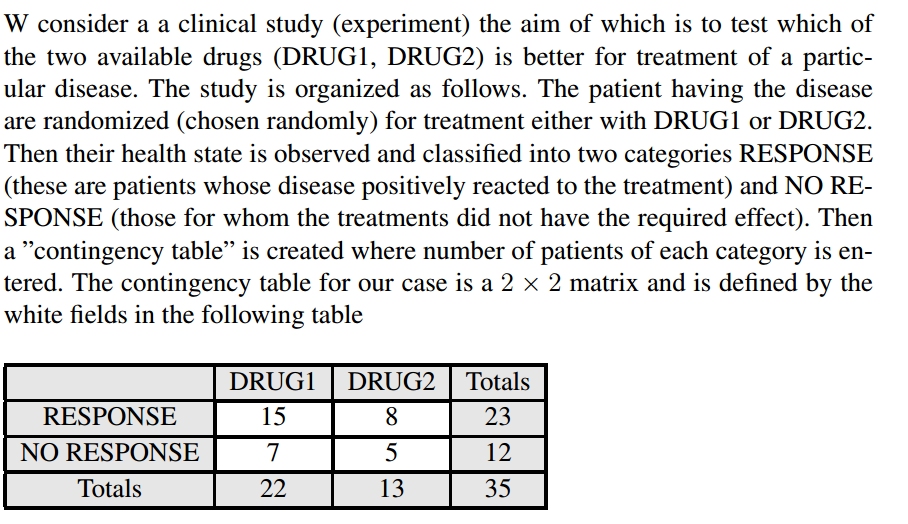 W consider a a clinical study (experiment) the aim of which is to test which of
the two available drugs (DRUG1, DRUG2) is better for treatment of a partic-
ular disease. The study is organized as follows. The patient having the disease
are randomized (chosen randomly) for treatment either with DRUG1 or DRUG2.
Then their health state is observed and classified into two categories RESPONSE
(these are patients whose disease positively reacted to the treatment) and NO RE-
SPONSE (those for whom the treatments did not have the required effect). Then
a ”contingency table” is created where number of patients of each category is en-
tered. The contingency table for our case is a 2 × 2 matrix and is defined by the
white fields in the following table
DRUG1 DRUG2 Totals
RESPONSE 15 8 23
NO RESPONSE 7 5 12
Totals 22 13 35